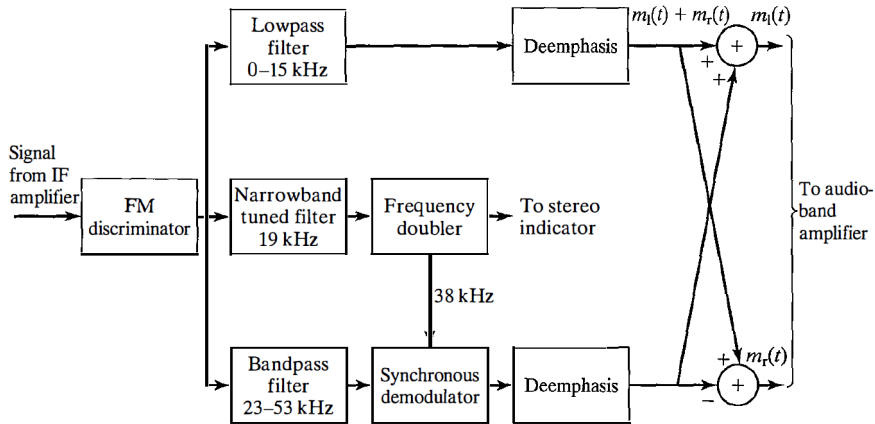 Lowpass
filter
0–15 kHz
Deemphasis
m_l(t) + m_r(t)
m_l(t)
+
+
+
Signal
from IF
amplifier
FM
discriminator
Narrowband
tuned filter
19 kHz
Frequency
doubler
To stereo
indicator
To audio-
band
amplifier
38 kHz
Bandpass
filter
23–53 kHz
Synchronous
demodulator
Deemphasis
+
m_r(t)
+
−